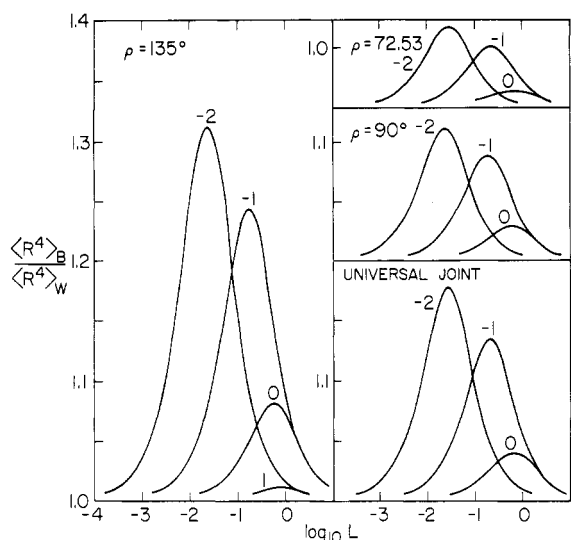 1.4
ρ = 135°
1.3
-2
-1
⟨R⁴⟩B
⟨R⁴⟩W
1.2
1.1
0
1
1.0
-4 -3 -2 -1 0
log₁₀ L
ρ = 72.53
1.0
-2
-1
0
ρ = 90°
1.1
-2
-1
0
UNIVERSAL JOINT
-2
-1
1.1
0
-4 -3 -2 -1 0
log₁₀ L